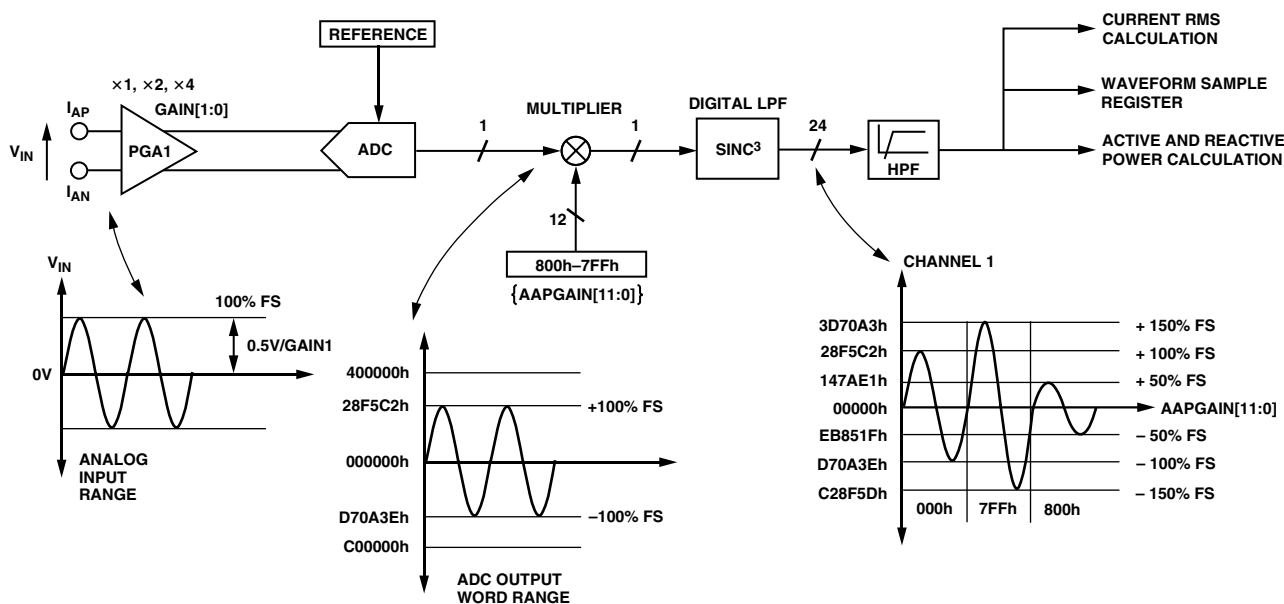 CURRENT RMS
CALCULATION
REFERENCE
×1, ×2, ×4
GAIN[1:0]
WAVEFORM SAMPLE
REGISTER
MULTIPLIER
DIGITAL LPF
IAP
1
1
24
VIN
PGA1
ADC
SINC3
HPF
ACTIVE AND REACTIVE
POWER CALCULATION
IAN
12
800h–7FFh
{AAPGAIN[11:0]}
VIN
100% FS
0.5V/GAIN1
0V
ANALOG
INPUT
RANGE
400000h
28F5C2h
+100% FS
000000h
D70A3Eh
–100% FS
C00000h
ADC OUTPUT
WORD RANGE
CHANNEL 1
3D70A3h
+ 150% FS
28F5C2h
+ 100% FS
147AE1h
+ 50% FS
00000h
AAPGAIN[11:0]
EB851Fh
– 50% FS
D70A3Eh
– 100% FS
C28F5Dh
– 150% FS
000h
7FFh
800h